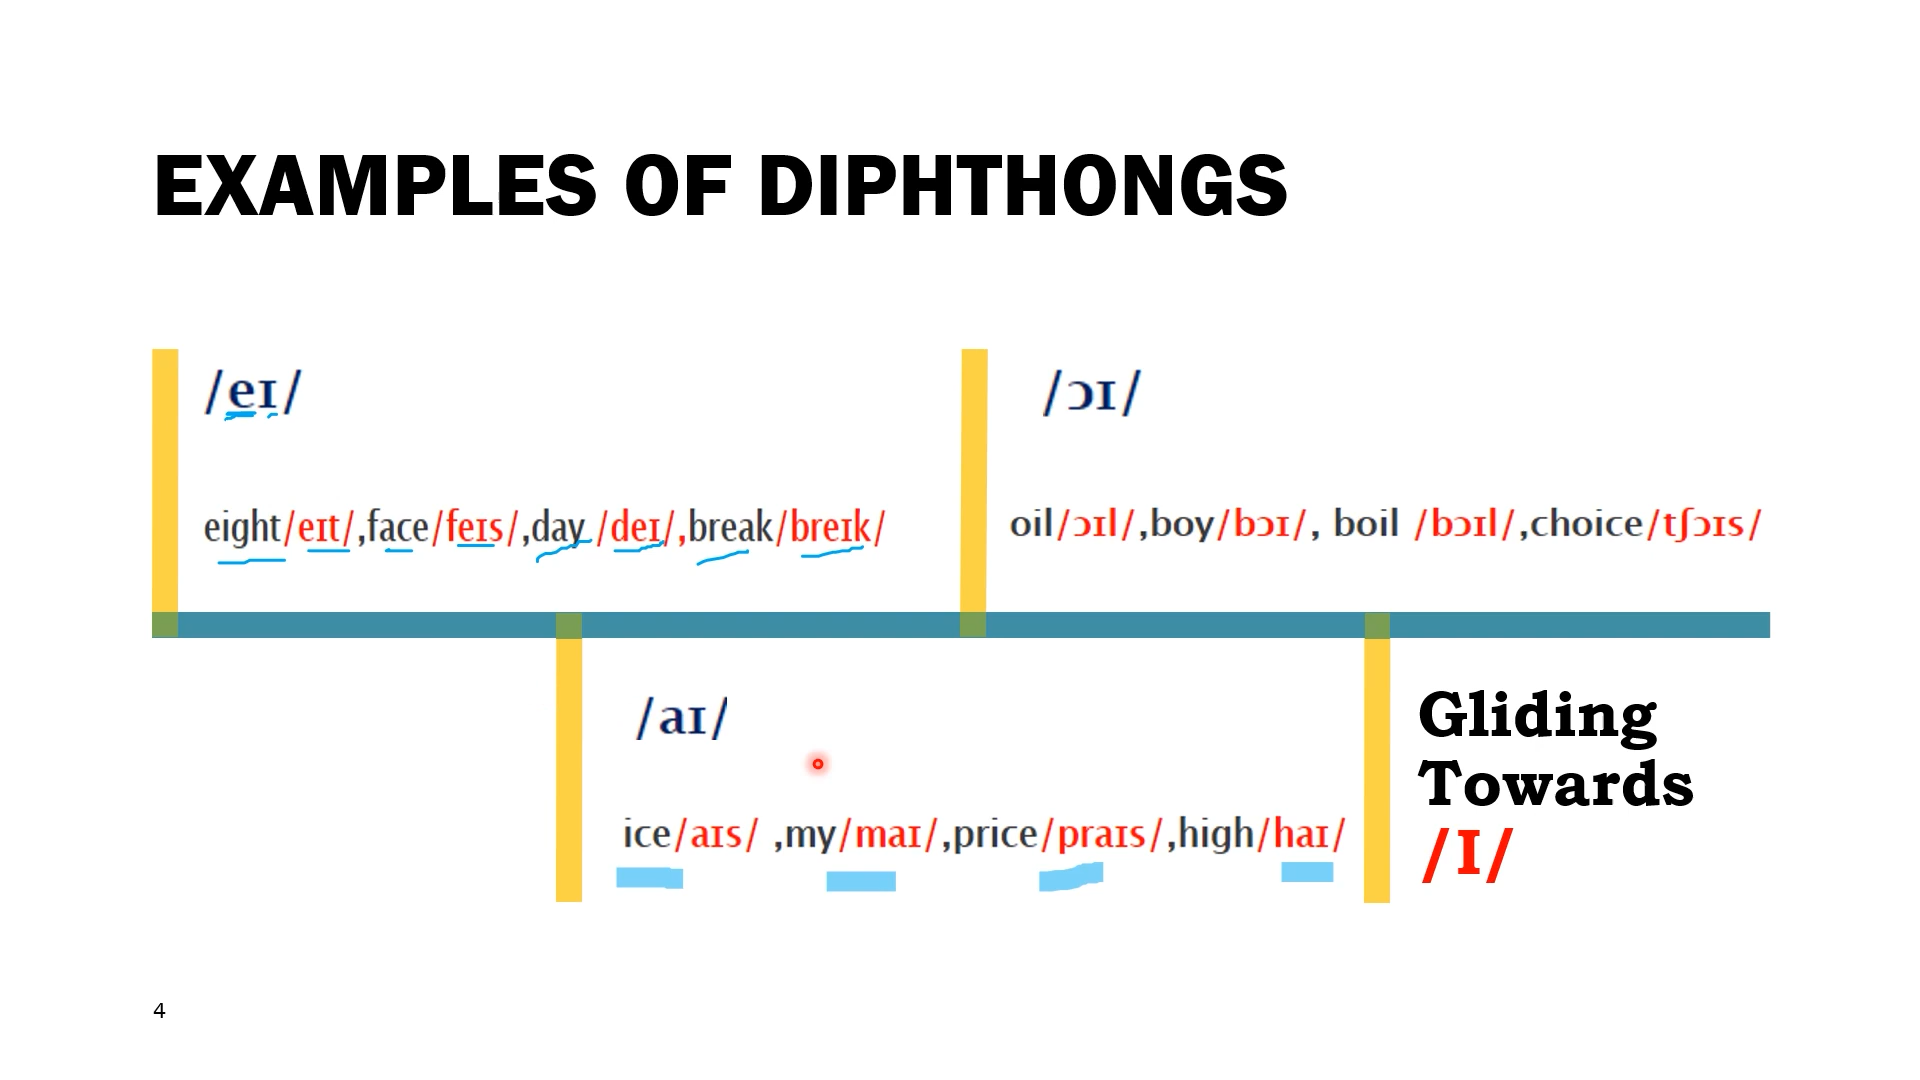 EXAMPLES OF DIPHTHONGS
/eɪ/
eight/eɪt/,face/feɪs/,day /deɪ/,break/breɪk/
/ɔɪ/
oil/ɔɪl/,boy/bɔɪ/, boil /bɔɪl/,choice/tʃɔɪs/
/aɪ/
ice/aɪs/ ,my/maɪ/,price/praɪs/,high/haɪ/
Gliding
Towards
/I/
4